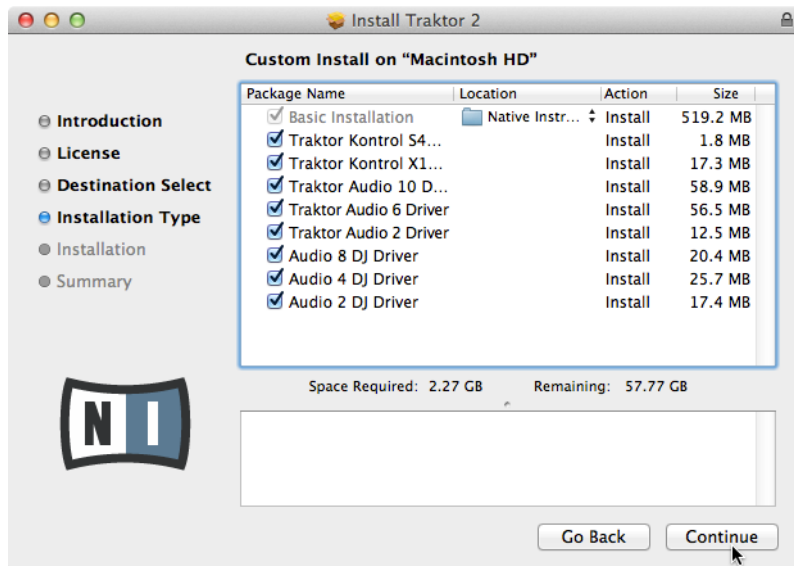 Install Traktor 2
Custom Install on “Macintosh HD”
Introduction
License
Destination Select
Installation Type
Installation
Summary
Package Name Location Action Size
Basic Installation Native Instr... Install 519.2 MB
Traktor Kontrol S4... Install 1.8 MB
Traktor Kontrol X1... Install 17.3 MB
Traktor Audio 10 D... Install 58.9 MB
Traktor Audio 6 Driver Install 56.5 MB
Traktor Audio 2 Driver Install 12.5 MB
Audio 8 DJ Driver Install 20.4 MB
Audio 4 DJ Driver Install 25.7 MB
Audio 2 DJ Driver Install 17.4 MB
Space Required: 2.27 GB Remaining: 57.77 GB
NI
Go Back Continue